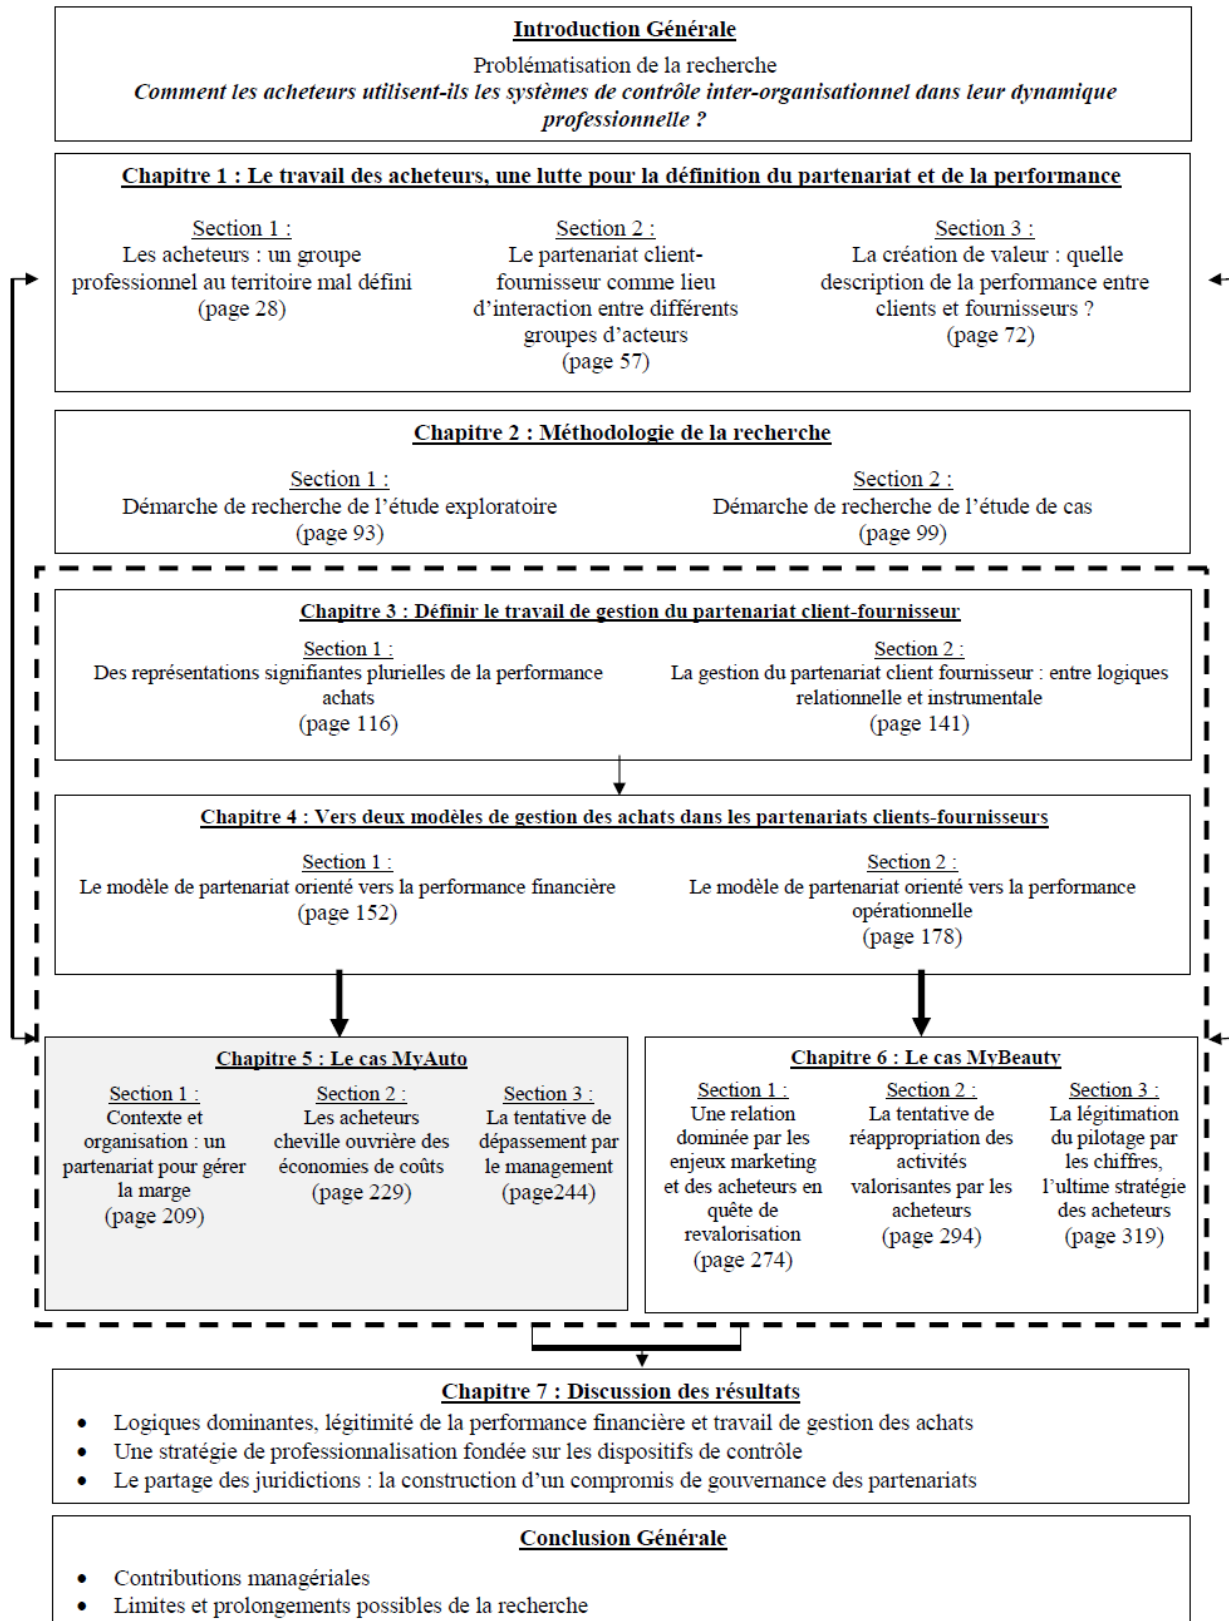 Introduction Générale
Problématisation de la recherche
Comment les acheteurs utilisent-ils les systèmes de contrôle inter-organisationnel dans leur dynamique
professionnelle ?
Chapitre 1 : Le travail des acheteurs, une lutte pour la définition du partenariat et de la performance
Section 1 :
Les acheteurs : un groupe
professionnel au territoire mal défini
(page 28)
Section 2 :
Le partenariat client-
fournisseur comme lieu
d’interaction entre différents
groupes d’acteurs
(page 57)
Section 3 :
La création de valeur : quelle
description de la performance entre
clients et fournisseurs ?
(page 72)
Chapitre 2 : Méthodologie de la recherche
Section 1 :
Démarche de recherche de l’étude exploratoire
(page 93)
Section 2 :
Démarche de recherche de l’étude de cas
(page 99)
Chapitre 3 : Définir le travail de gestion du partenariat client-fournisseur
Section 1 :
Des représentations signifiantes plurielles de la performance
achats
(page 116)
Section 2 :
La gestion du partenariat client fournisseur : entre logiques
relationnelle et instrumentale
(page 141)
Chapitre 4 : Vers deux modèles de gestion des achats dans les partenariats clients-fournisseurs
Section 1 :
Le modèle de partenariat orienté vers la performance financière
(page 152)
Section 2 :
Le modèle de partenariat orienté vers la performance
opérationnelle
(page 178)
Chapitre 5 : Le cas MyAuto
Section 1 :
Contexte et
organisation : un
partenariat pour gérer
la marge
(page 209)
Section 2 :
Les acheteurs
cheville ouvrière des
économies de coûts
(page 229)
Section 3 :
La tentative de
dépassement par
le management
(page244)
Chapitre 6 : Le cas MyBeauty
Section 1 :
Une relation
dominée par les
enjeux marketing
et des acheteurs en
quête de
revalorisation
(page 274)
Section 2 :
La tentative de
réappropriation des
activités
valorisantes par les
acheteurs
(page 294)
Section 3 :
La légitimation
du pilotage par
les chiffres,
l’ultime stratégie
des acheteurs
(page 319)
Chapitre 7 : Discussion des résultats
• Logiques dominantes, légitimité de la performance financière et travail de gestion des achats
• Une stratégie de professionnalisation fondée sur les dispositifs de contrôle
• Le partage des juridictions : la construction d’un compromis de gouvernance des partenariats
Conclusion Générale
• Contributions managériales
• Limites et prolongements possibles de la recherche